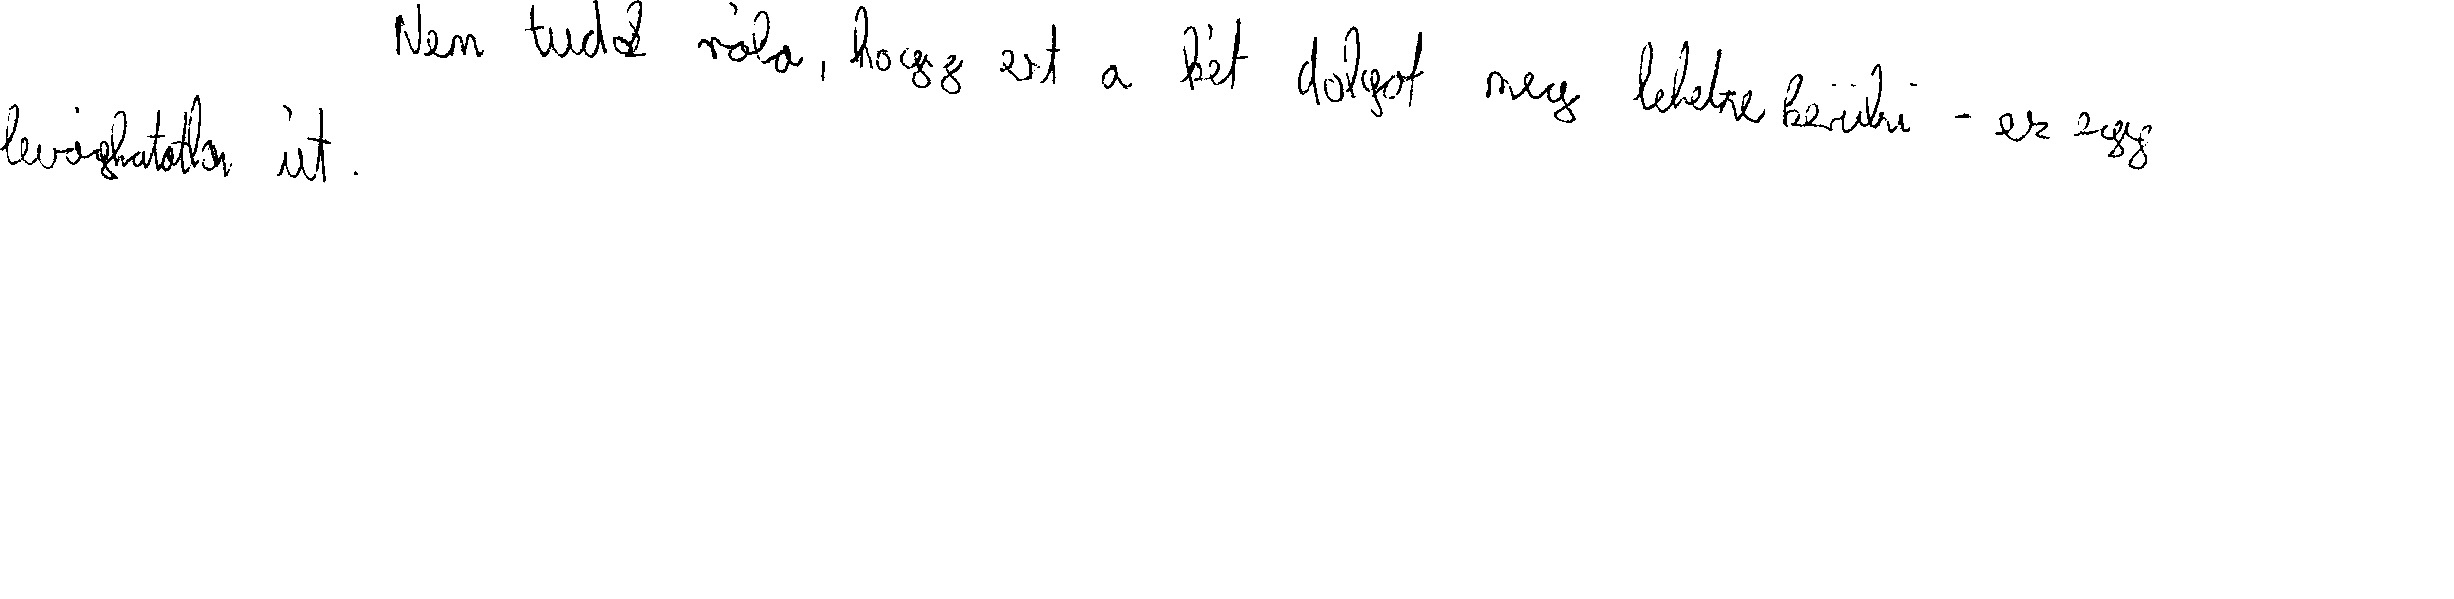 Nem tudok róla, hogy ezt a két dolgot meg lehetne kerülni - ez egy
levághatatlan út.